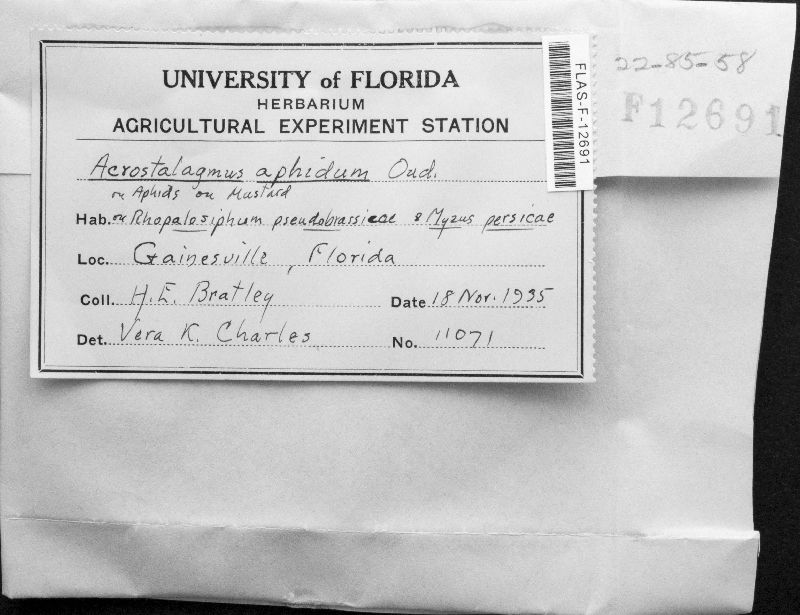 UNIVERSITY of FLORIDA
HERBARIUM
AGRICULTURAL EXPERIMENT STATION
Acrostalagmus aphidum Oud.
on Aphids on Mustard
Hab. on Rhopalosiphum pseudobrassicae & Myzus persicae
Loc. Gainesville, Florida
Coll. H.E. Bratley Date 18 Nov. 1935
Det. Vera K. Charles No. 11071
FLAS-F-12691
22-85-58
F12691